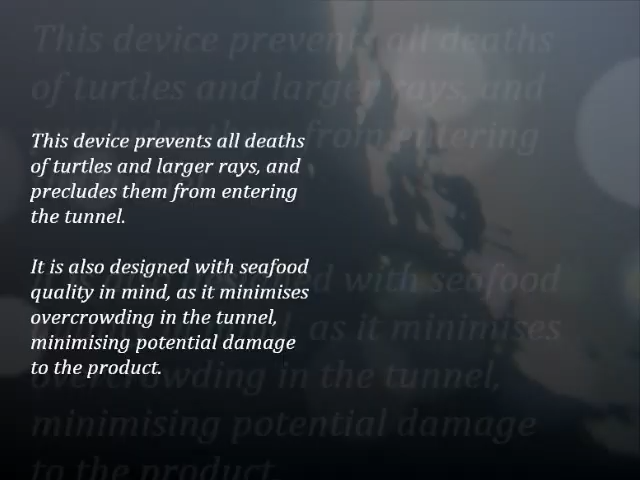 This device prevents all deaths
of turtles and larger rays, and
precludes them from entering
the tunnel.
It is also designed with seafood
quality in mind, as it minimises
overcrowding in the tunnel,
minimising potential damage
to the product.